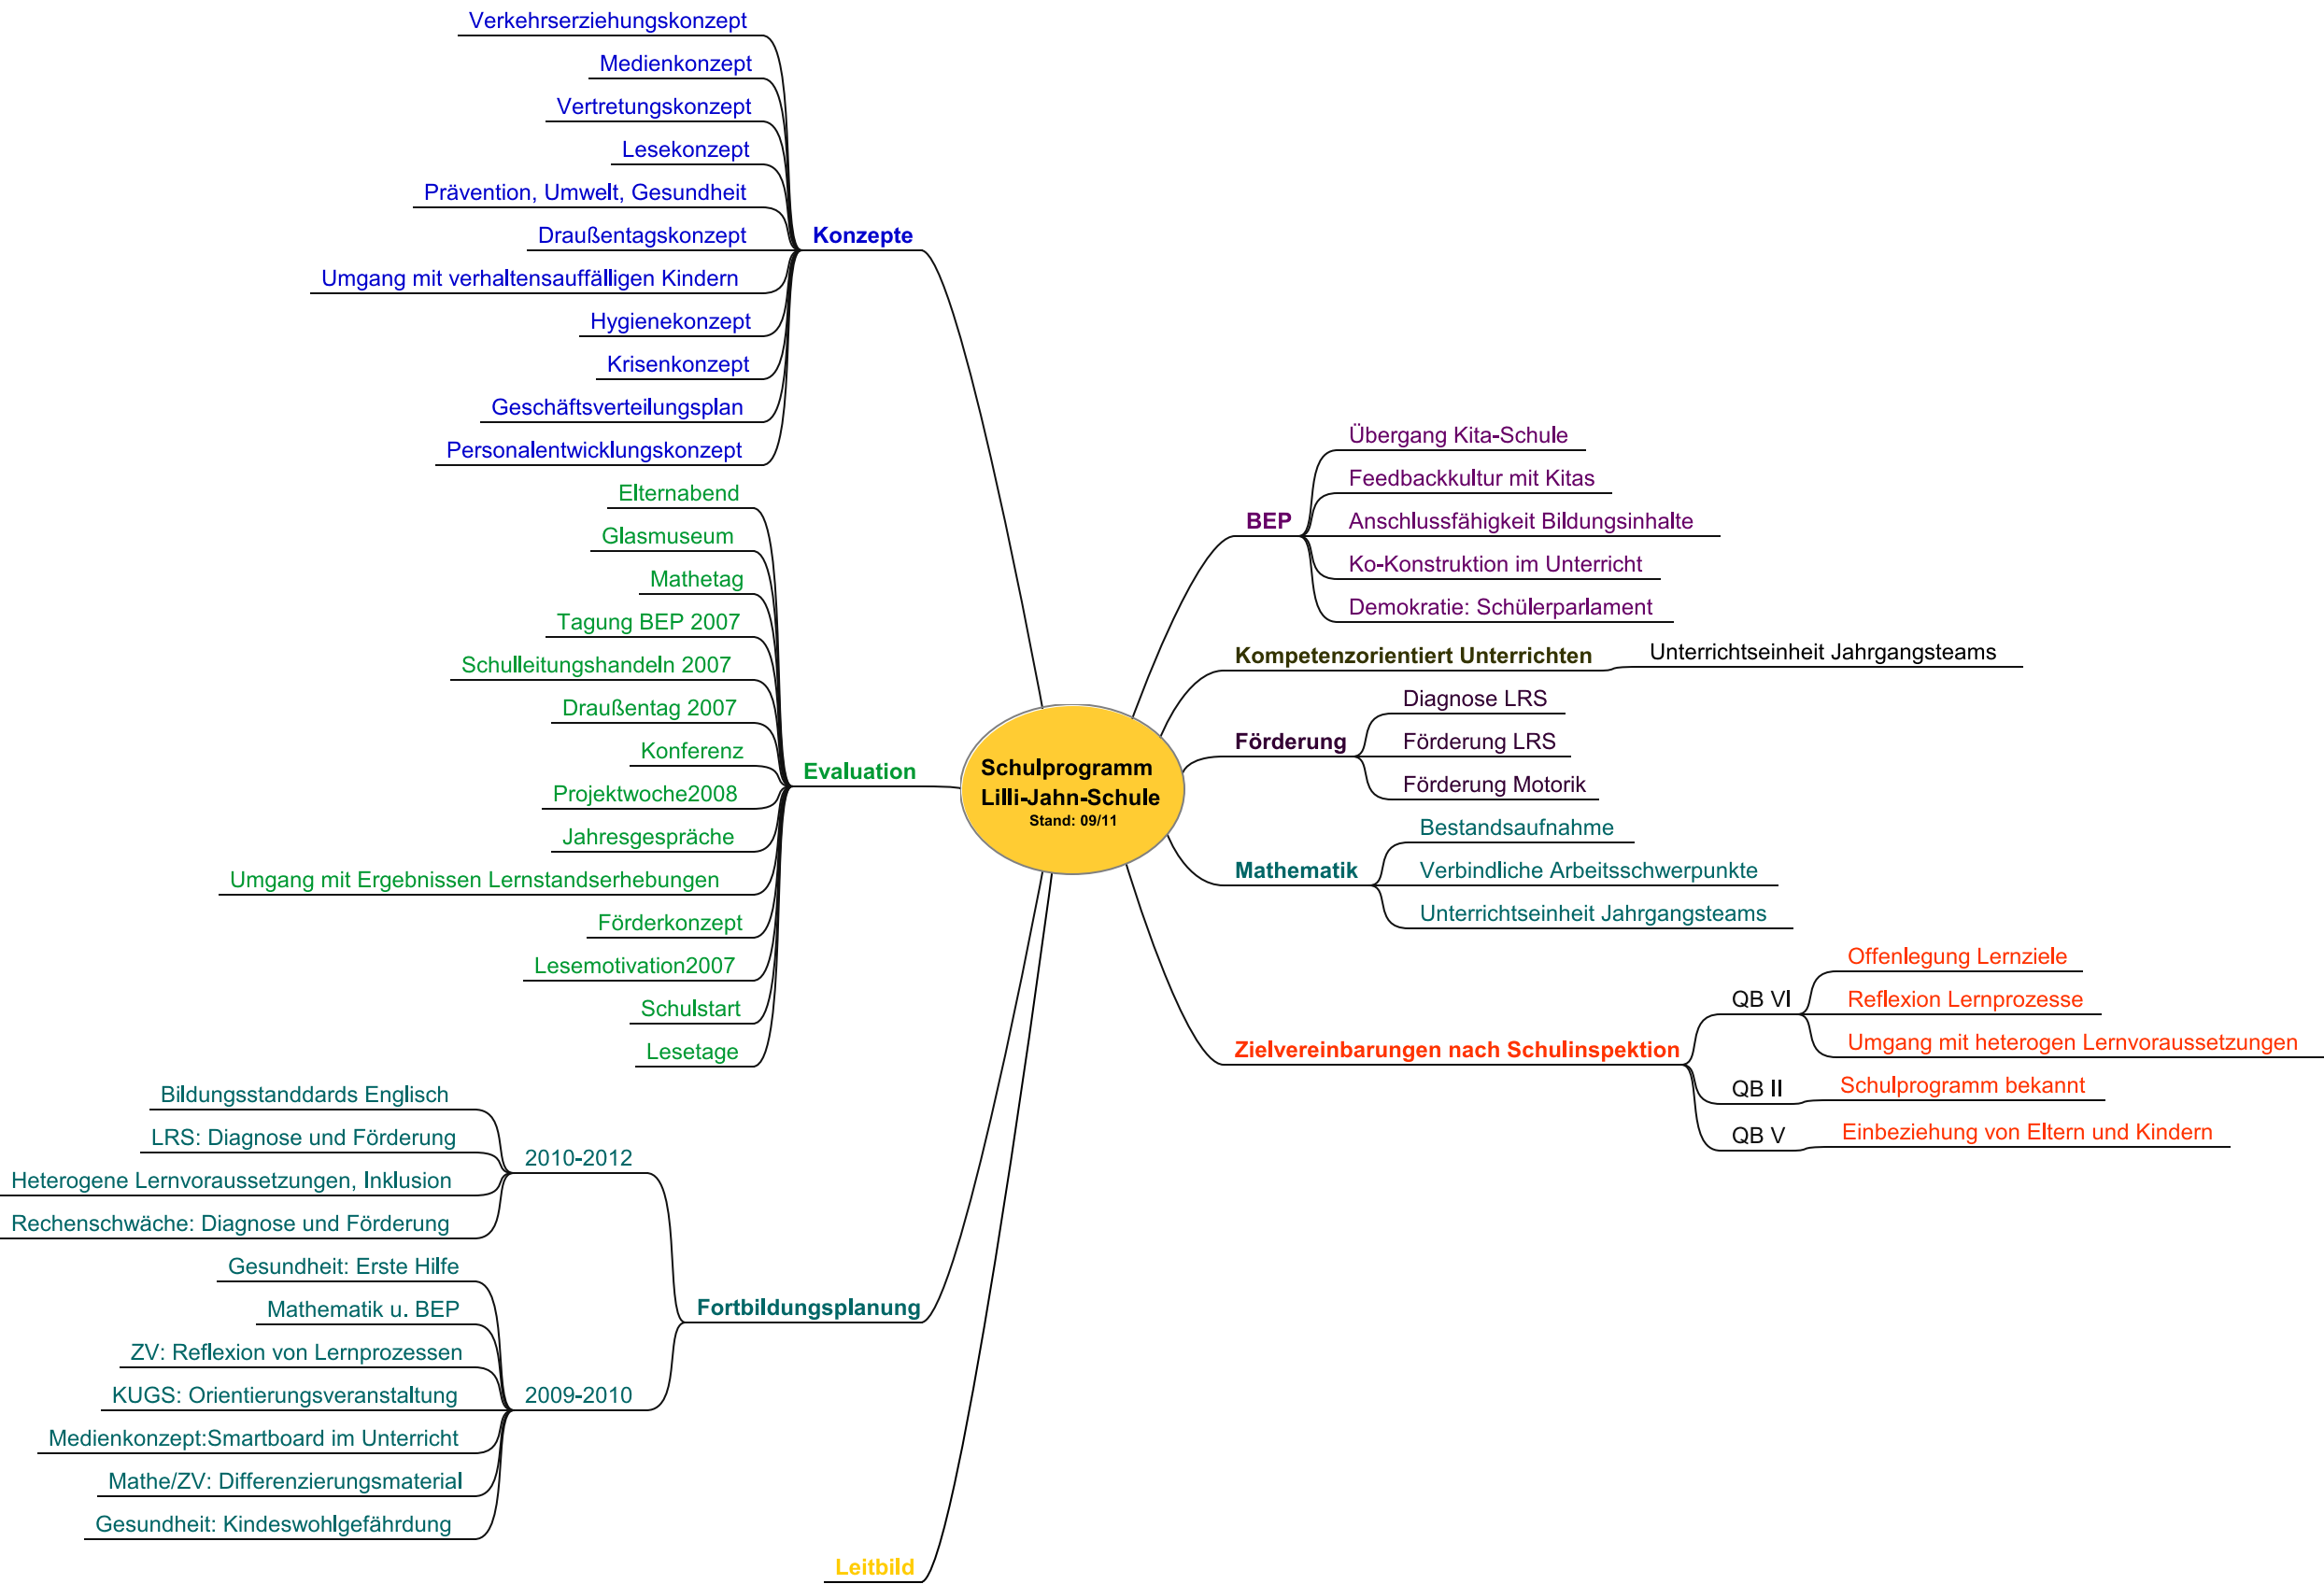 Verkehrserziehungskonzept
Medienkonzept
Vertretungskonzept
Lesekonzept
Prävention, Umwelt, Gesundheit
Draußentagskonzept
Umgang mit verhaltensauffälligen Kindern
Hygienekonzept
Krisenkonzept
Geschäftsverteilungsplan
Personalentwicklungskonzept
Konzepte
Elternabend
Glasmuseum
Mathetag
Tagung BEP 2007
Schulleitungshandeln 2007
Draußentag 2007
Konferenz
Projektwoche2008
Jahresgespräche
Umgang mit Ergebnissen Lernstandserhebungen
Förderkonzept
Lesemotivation2007
Schulstart
Lesetage
Evaluation
Bildungsstanddards Englisch
LRS: Diagnose und Förderung
Heterogene Lernvoraussetzungen, Inklusion
Rechenschwäche: Diagnose und Förderung
2010-2012
Gesundheit: Erste Hilfe
Mathematik u. BEP
ZV: Reflexion von Lernprozessen
KUGS: Orientierungsveranstaltung
Medienkonzept:Smartboard im Unterricht
Mathe/ZV: Differenzierungsmaterial
Gesundheit: Kindeswohlgefährdung
2009-2010
Fortbildungsplanung
Leitbild
Schulprogramm
Lilli-Jahn-Schule
Stand: 09/11
BEP
Übergang Kita-Schule
Feedbackkultur mit Kitas
Anschlussfähigkeit Bildungsinhalte
Ko-Konstruktion im Unterricht
Demokratie: Schülerparlament
Kompetenzorientiert Unterrichten
Unterrichtseinheit Jahrgangsteams
Förderung
Diagnose LRS
Förderung LRS
Förderung Motorik
Mathematik
Bestandsaufnahme
Verbindliche Arbeitsschwerpunkte
Unterrichtseinheit Jahrgangsteams
Zielvereinbarungen nach Schulinspektion
QB VI
Offenlegung Lernziele
Reflexion Lernprozesse
Umgang mit heterogen Lernvoraussetzungen
QB II
Schulprogramm bekannt
QB V
Einbeziehung von Eltern und Kindern